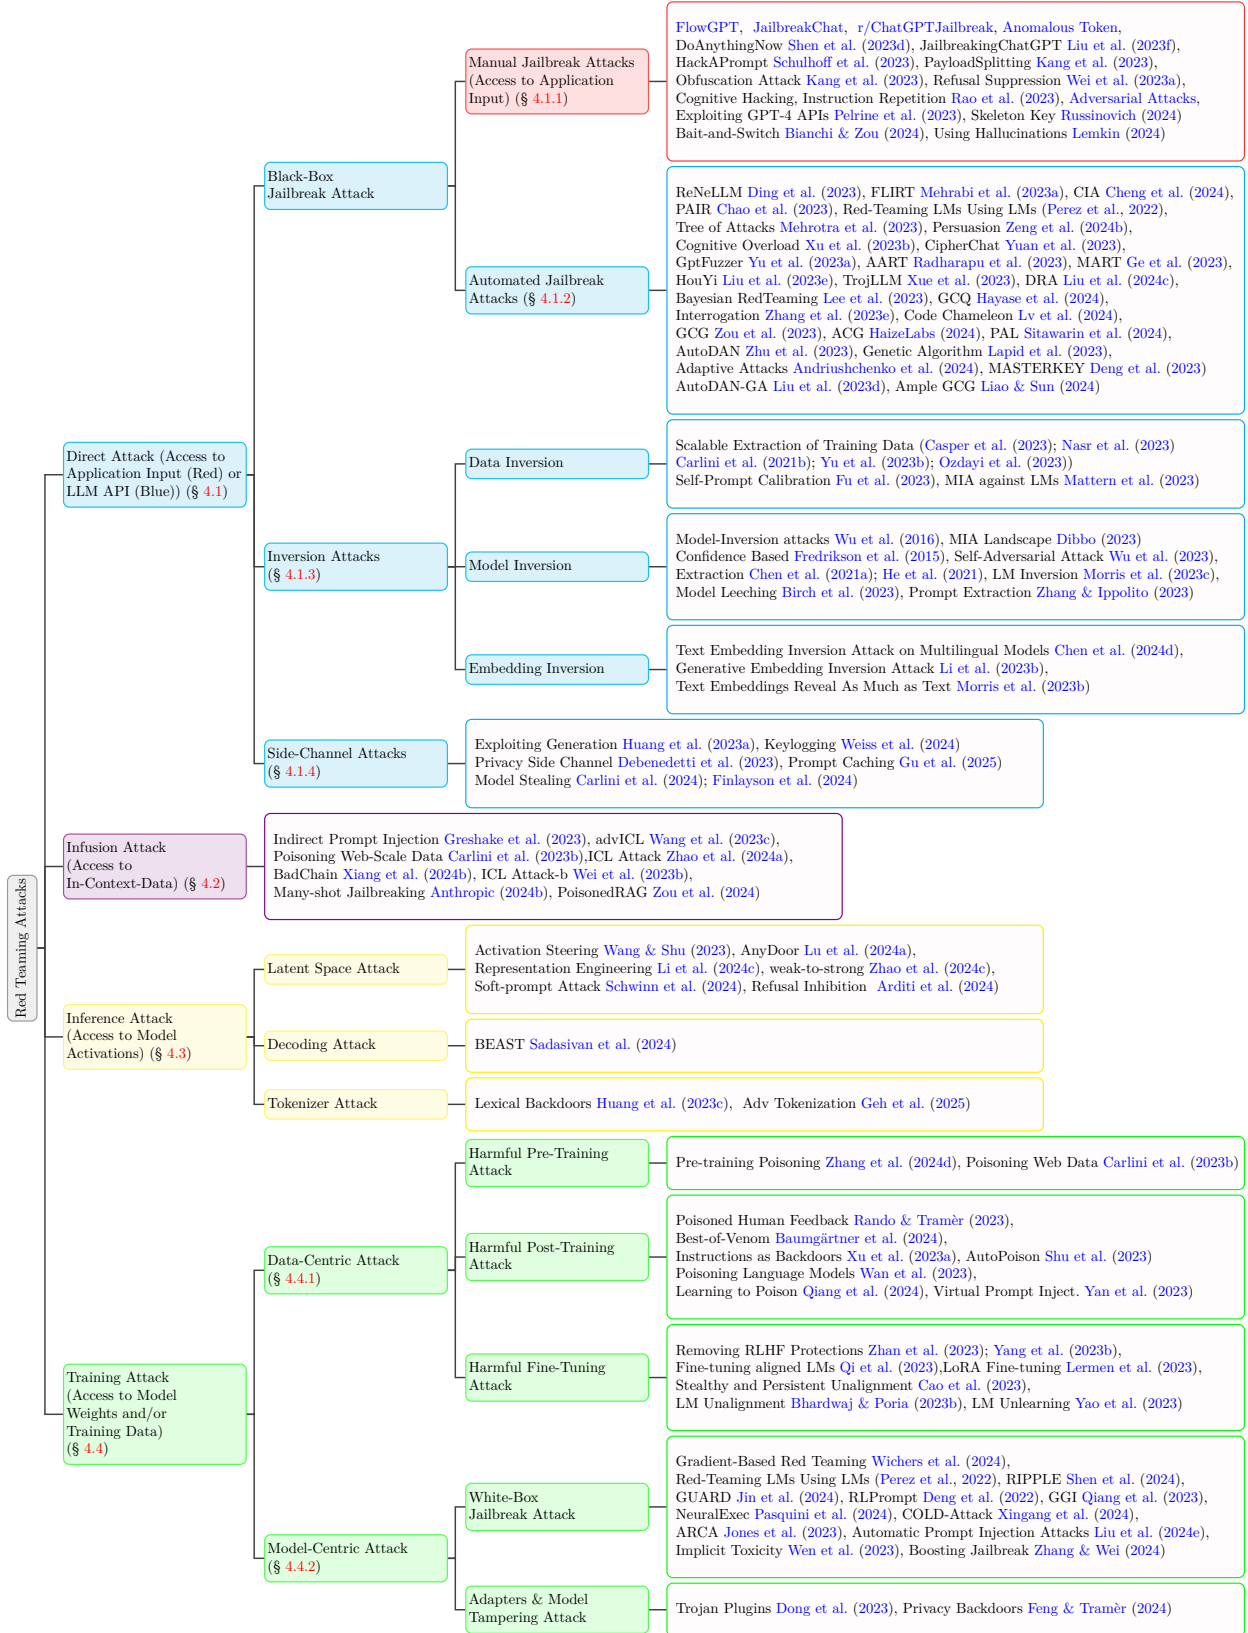 Red Teaming Attacks
Direct Attack (Access to
Application Input (Red) or
LLM API (Blue)) (§ 4.1)
Black-Box
Jailbreak Attack
Manual Jailbreak Attacks
(Access to Application
Input) (§ 4.1.1)
FlowGPT, JailbreakChat, r/ChatGPTJailbreak, Anomalous Token,
DoAnythingNow Shen et al. (2023d), JailbreakingChatGPT Liu et al. (2023f),
HackAPrompt Schulhoff et al. (2023), PayloadSplitting Kang et al. (2023),
Obfuscation Attack Kang et al. (2023), Refusal Suppression Wei et al. (2023a),
Cognitive Hacking, Instruction Repetition Rao et al. (2023), Adversarial Attacks,
Exploiting GPT-4 APIs Pelrine et al. (2023), Skeleton Key Russinovich (2024)
Bait-and-Switch Bianchi & Zou (2024), Using Hallucinations Lemkin (2024)
Automated Jailbreak
Attacks (§ 4.1.2)
ReNeLLM Ding et al. (2023), FLIRT Mehrabi et al. (2023a), CIA Cheng et al. (2024),
PAIR Chao et al. (2023), Red-Teaming LMs Using LMs (Perez et al., 2022),
Tree of Attacks Mehrotra et al. (2023), Persuasion Zeng et al. (2024b),
Cognitive Overload Xu et al. (2023b), CipherChat Yuan et al. (2023),
GptFuzzer Yu et al. (2023a), AART Radharapu et al. (2023), MART Ge et al. (2023),
HouYi Liu et al. (2023e), TrojLLM Xue et al. (2023), DRA Liu et al. (2024c),
Bayesian RedTeaming Lee et al. (2023), GCQ Hayase et al. (2024),
Interrogation Zhang et al. (2023e), Code Chameleon Lv et al. (2024),
GCG Zou et al. (2023), ACG HaizeLabs (2024), PAL Sitawarin et al. (2024),
AutoDAN Zhu et al. (2023), Genetic Algorithm Lapid et al. (2023),
Adaptive Attacks Andriushchenko et al. (2024), MASTERKEY Deng et al. (2023)
AutoDAN-GA Liu et al. (2023d), Ample GCG Liao & Sun (2024)
Inversion Attacks
(§ 4.1.3)
Data Inversion
Scalable Extraction of Training Data (Casper et al. (2023); Nasr et al. (2023)
Carlini et al. (2021b); Yu et al. (2023b); Ozdayi et al. (2023))
Self-Prompt Calibration Fu et al. (2023), MIA against LMs Mattern et al. (2023)
Model Inversion
Model-Inversion attacks Wu et al. (2016), MIA Landscape Dibbo (2023)
Confidence Based Fredrikson et al. (2015), Self-Adversarial Attack Wu et al. (2023),
Extraction Chen et al. (2021a); He et al. (2021), LM Inversion Morris et al. (2023c),
Model Leeching Birch et al. (2023), Prompt Extraction Zhang & Ippolito (2023)
Embedding Inversion
Text Embedding Inversion Attack on Multilingual Models Chen et al. (2024d),
Generative Embedding Inversion Attack Li et al. (2023b),
Text Embeddings Reveal As Much as Text Morris et al. (2023b)
Side-Channel Attacks
(§ 4.1.4)
Exploiting Generation Huang et al. (2023a), Keylogging Weiss et al. (2024)
Privacy Side Channel Debenedetti et al. (2023), Prompt Caching Gu et al. (2025)
Model Stealing Carlini et al. (2024); Finlayson et al. (2024)
Infusion Attack
(Access to
In-Context-Data) (§ 4.2)
Indirect Prompt Injection Greshake et al. (2023), advICL Wang et al. (2023c),
Poisoning Web-Scale Data Carlini et al. (2023b),ICL Attack Zhao et al. (2024a),
BadChain Xiang et al. (2024b), ICL Attack-b Wei et al. (2023b),
Many-shot Jailbreaking Anthropic (2024b), PoisonedRAG Zou et al. (2024)
Inference Attack
(Access to Model
Activations) (§ 4.3)
Latent Space Attack
Activation Steering Wang & Shu (2023), AnyDoor Lu et al. (2024a),
Representation Engineering Li et al. (2024c), weak-to-strong Zhao et al. (2024c),
Soft-prompt Attack Schwinn et al. (2024), Refusal Inhibition Arditi et al. (2024)
Decoding Attack
BEAST Sadasivan et al. (2024)
Tokenizer Attack
Lexical Backdoors Huang et al. (2023c), Adv Tokenization Geh et al. (2025)
Training Attack
(Access to Model
Weights and/or
Training Data)
(§ 4.4)
Data-Centric Attack
(§ 4.4.1)
Harmful Pre-Training
Attack
Pre-training Poisoning Zhang et al. (2024d), Poisoning Web Data Carlini et al. (2023b)
Harmful Post-Training
Attack
Poisoned Human Feedback Rando & Tramèr (2023),
Best-of-Venom Baumgärtner et al. (2024),
Instructions as Backdoors Xu et al. (2023a), AutoPoison Shu et al. (2023)
Poisoning Language Models Wan et al. (2023),
Learning to Poison Qiang et al. (2024), Virtual Prompt Inject. Yan et al. (2023)
Harmful Fine-Tuning
Attack
Removing RLHF Protections Zhan et al. (2023); Yang et al. (2023b),
Fine-tuning aligned LMs Qi et al. (2023),LoRA Fine-tuning Lermen et al. (2023),
Stealthy and Persistent Unalignment Cao et al. (2023),
LM Unalignment Bhardwaj & Poria (2023b), LM Unlearning Yao et al. (2023)
Model-Centric Attack
(§ 4.4.2)
White-Box
Jailbreak Attack
Gradient-Based Red Teaming Wichers et al. (2024),
Red-Teaming LMs Using LMs (Perez et al., 2022), RIPPLE Shen et al. (2024),
GUARD Jin et al. (2024), RLPrompt Deng et al. (2022), GGI Qiang et al. (2023),
NeuralExec Pasquini et al. (2024), COLD-Attack Xingang et al. (2024),
ARCA Jones et al. (2023), Automatic Prompt Injection Attacks Liu et al. (2024e),
Implicit Toxicity Wen et al. (2023), Boosting Jailbreak Zhang & Wei (2024)
Adapters & Model
Tampering Attack
Trojan Plugins Dong et al. (2023), Privacy Backdoors Feng & Tramèr (2024)